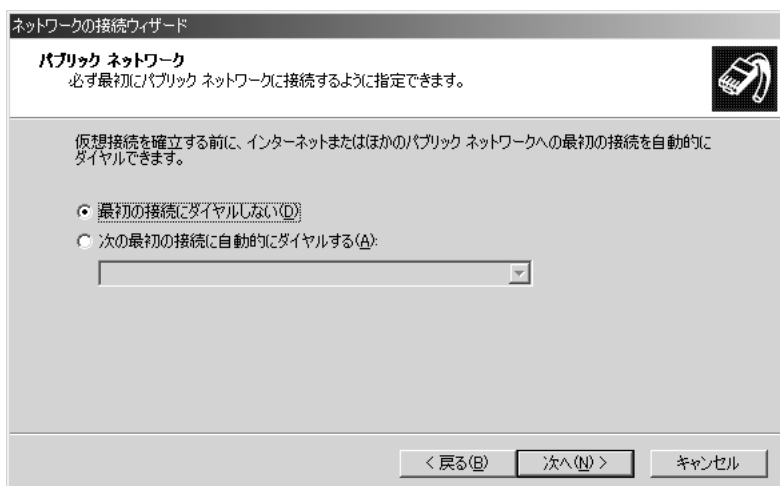 ネットワークの接続ウィザード
パブリック ネットワーク
必ず最初にパブリック ネットワークに接続するように指定できます。
仮想接続を確立する前に、インターネットまたはほかのパブリック ネットワークへの最初の接続を自動的に
ダイヤルできます。
最初の接続にダイヤルしない(D)
次の最初の接続に自動的にダイヤルする(A):
< 戻る(B) 次へ(N) > キャンセル